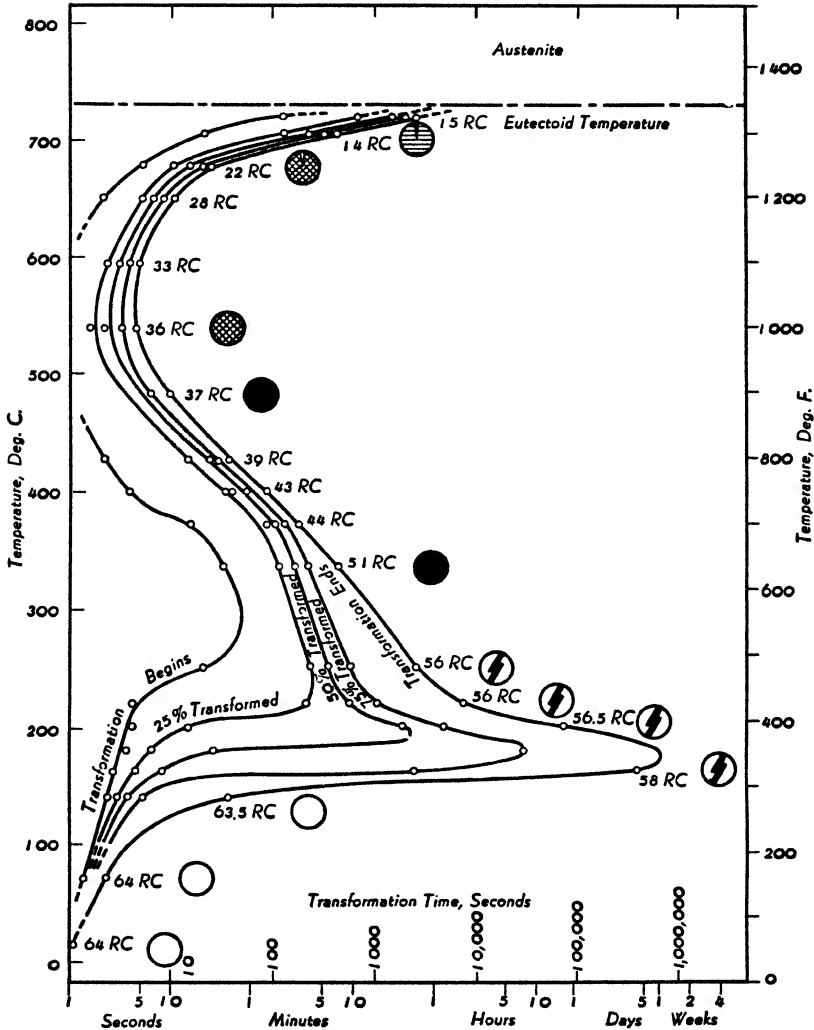 800
700
600
500
400
300
200
100
0
Temperature, Deg. C.
Austenite
Eutectoid Temperature
15 RC
14 RC
22 RC
28 RC
33 RC
36 RC
37 RC
39 RC
43 RC
44 RC
51 RC
56 RC
56 RC
56.5 RC
58 RC
63.5 RC
64 RC
64 RC
Transformation Begins
25% Transformed
50% Transformed
75% Transformed
Transformation Ends
1400
1200
1000
800
600
400
200
0
Temperature, Deg. F.
Transformation Time, Seconds
10
100
1000
10,000
100,000
1,000,000
1 5 10 1 5 10 1 5 10 1 5 1 2 4
Seconds Minutes Hours Days Weeks